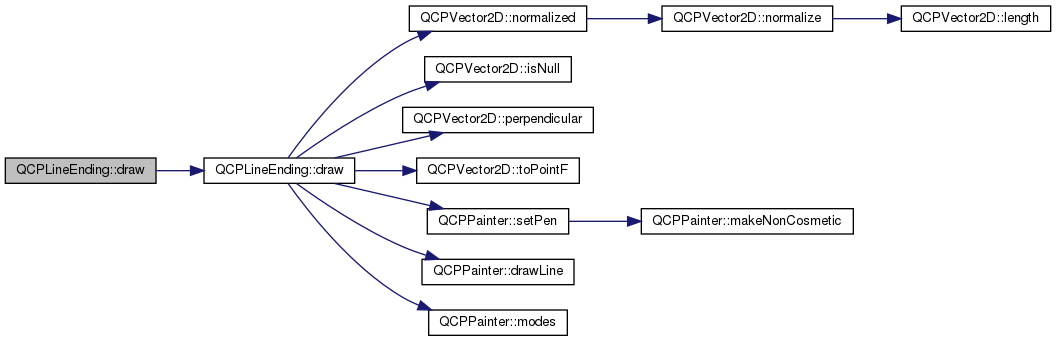 QCPLineEnding::draw
QCPLineEnding::draw
QCPVector2D::normalized
QCPVector2D::normalize
QCPVector2D::length
QCPVector2D::isNull
QCPVector2D::perpendicular
QCPVector2D::toPointF
QCPPainter::setPen
QCPPainter::makeNonCosmetic
QCPPainter::drawLine
QCPPainter::modes